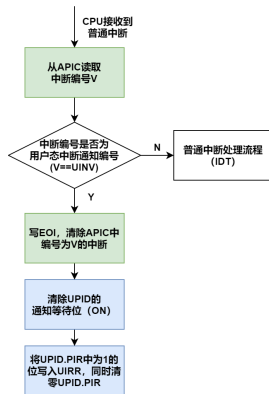 CPU接收到
普通中断
从APIC读取
中断编号V
中断编号是否为
用户态中断通知编号
(V==UINV)
N
普通中断处理流程
(IDT)
Y
写EOI，清除APIC中
编号为V的中断
清除UPID的
通知等待位（ON）
将UPID.PIR中为1的
位写入UIRR，同时清
零UPID.PIR